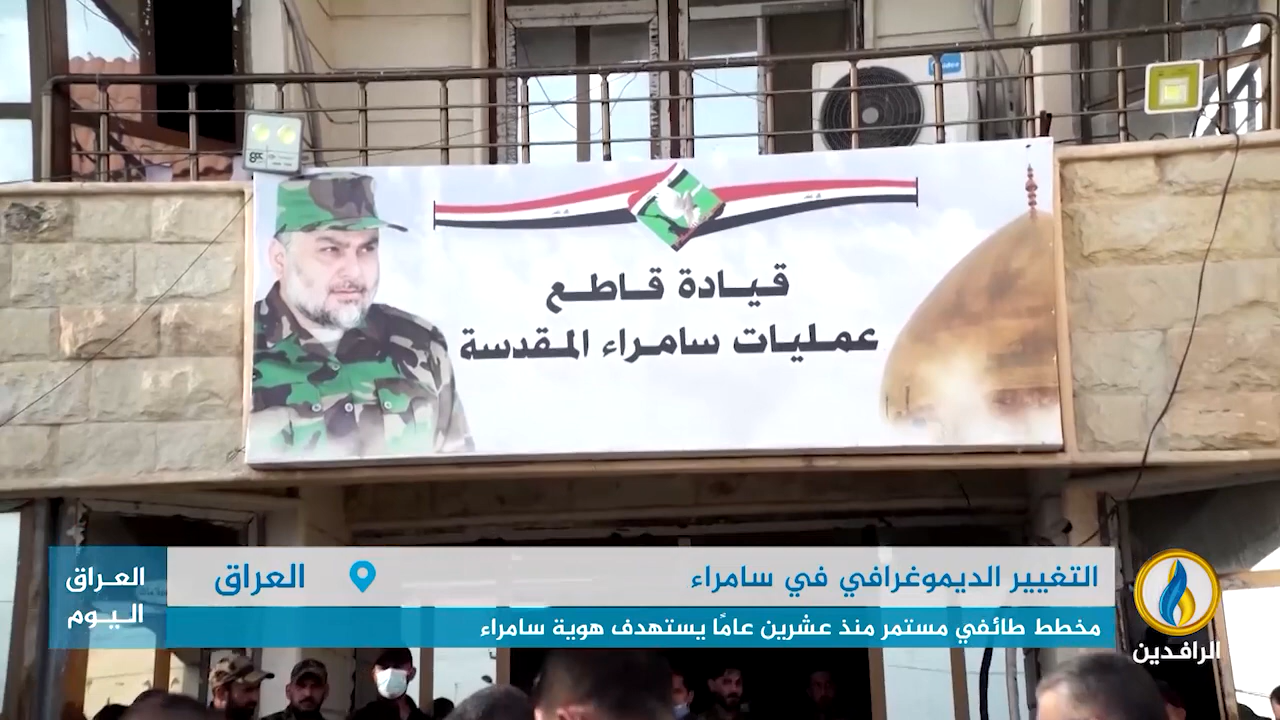 قيادة قاطع
عمليات سامراء المقدسة
التغيير الديموغرافي في سامراء
العراق
العراق
اليوم
مخطط طائفي مستمر منذ عشرين عامًا يستهدف هوية سامراء
الرافدين